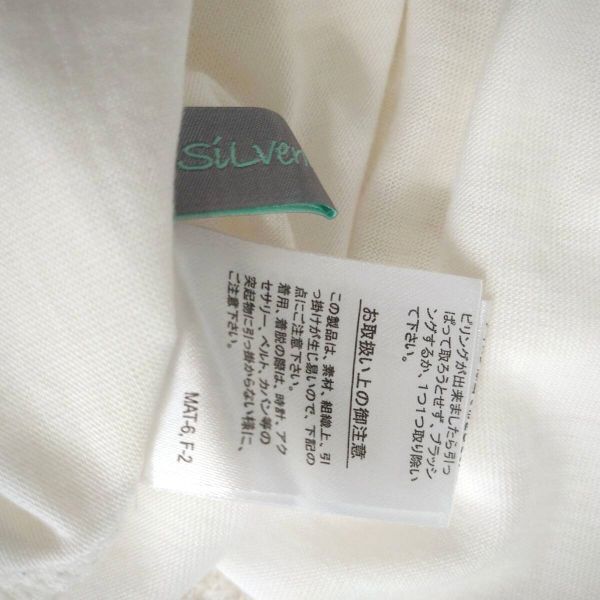 SiLver
ピリングが出来ましたら引っ
ぱって取ろうとせず、ブラッシ
ングするか、1つ1つ取り除い
て下さい。
お取扱い上の御注意
この製品は、素材、組織上、引
っ掛けが生じ易いので、下記の
点にご注意下さい。
着用、着脱の際は、時計、アク
セサリー、ベルト、カバン等の
突起物に引っ掛からない様に、
ご注意下さい。
MAT-6, F-2